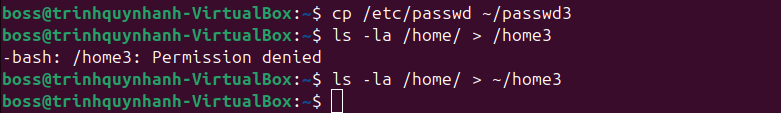 boss@trinhquynhanh-VirtualBox:~$ cp /etc/passwd ~/passwd3
boss@trinhquynhanh-VirtualBox:~$ ls -la /home/ > /home3
-bash: /home3: Permission denied
boss@trinhquynhanh-VirtualBox:~$ ls -la /home/ > ~/home3
boss@trinhquynhanh-VirtualBox:~$